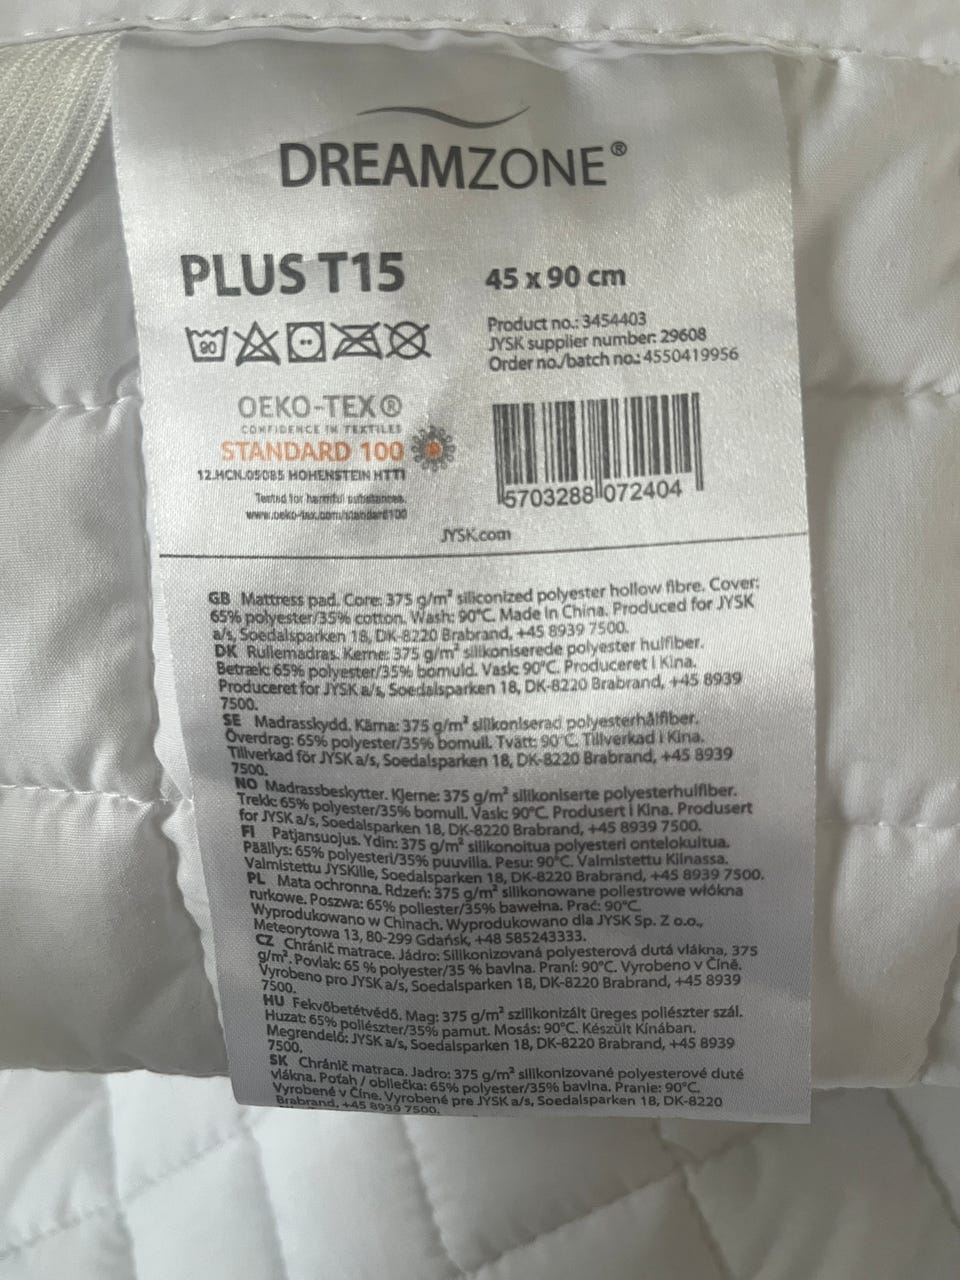 DREAMZONE®
PLUS T15
45 x 90 cm
90
Product no.: 3454403
JYSK supplier number: 29608
Order no./batch no.: 4550419956
OEKO-TEX®
CONFIDENCE IN TEXTILES
STANDARD 100
12.HCN.05085 HOHENSTEIN HTTI
Tested for harmful substances.
www.oeko-tex.com/standard100
5703288 072404
JYSK.com
GB Mattress pad. Core: 375 g/m² siliconized polyester hollow fibre. Cover:
65% polyester/35% cotton. Wash: 90°C. Made in China. Produced for JYSK
a/s, Soedalsparken 18, DK-8220 Brabrand, +45 8939 7500.
DK Rullemadras. Kerne: 375 g/m² silikoniserede polyester hulfiber.
Betræk: 65% polyester/35% bomuld. Vask: 90°C. Produceret i Kina.
Produceret for JYSK a/s, Soedalsparken 18, DK-8220 Brabrand, +45 8939
7500.
SE Madrasskydd. Kärna: 375 g/m² silikoniserad polyesterhålfiber.
Överdrag: 65% polyester/35% bomull. Tvätt: 90°C. Tillverkad i Kina.
Tillverkad för JYSK a/s, Soedalsparken 18, DK-8220 Brabrand, +45 8939
7500.
NO Madrassbeskytter. Kjerne: 375 g/m² silikoniserte polyesterhulfiber.
Trekk: 65% polyester/35% bomull. Vask: 90°C. Produsert i Kina. Produsert
for JYSK a/s, Soedalsparken 18, DK-8220 Brabrand, +45 8939 7500.
FI Patjansuojus. Ydin: 375 g/m² silikonoitua polyesteri ontelokuitua.
Päällys: 65% polyesteri/35% puuvilla. Pesu: 90°C. Valmistettu Kiinassa.
Valmistettu JYSKille, Soedalsparken 18, DK-8220 Brabrand, +45 8939 7500.
PL Mata ochronna. Rdzeń: 375 g/m² silikonowane poliestrowe włókna
rurkowe. Poszwa: 65% poliester/35% bawełna. Prać: 90°C.
Wyprodukowano w Chinach. Wyprodukowano dla JYSK Sp. Z o.o.,
Meteorytowa 13, 80-299 Gdańsk, +48 585243333.
CZ Chránič matrace. Jádro: Silikonizovaná polyesterová dutá vlákna, 375
g/m². Povlak: 65 % polyester/35 % bavlna. Praní: 90°C. Vyrobeno v Číně.
Vyrobeno pro JYSK a/s, Soedalsparken 18, DK-8220 Brabrand, +45 8939
7500.
HU Fekvőbetétvédő. Mag: 375 g/m² szilikonizált üreges poliészter szál.
Huzat: 65% poliészter/35% pamut. Mosás: 90°C. Készült Kínában.
Megrendelő: JYSK a/s, Soedalsparken 18, DK-8220 Brabrand, +45 8939
7500.
SK Chránič matraca. Jadro: 375 g/m² silikonizované polyesterové duté
vlákna. Poťah / obliečka: 65% polyester/35% bavlna. Pranie: 90°C.
Vyrobené v Číne. Vyrobené pre JYSK a/s, Soedalsparken 18, DK-8220
Brabrand, +45 8939 7500.